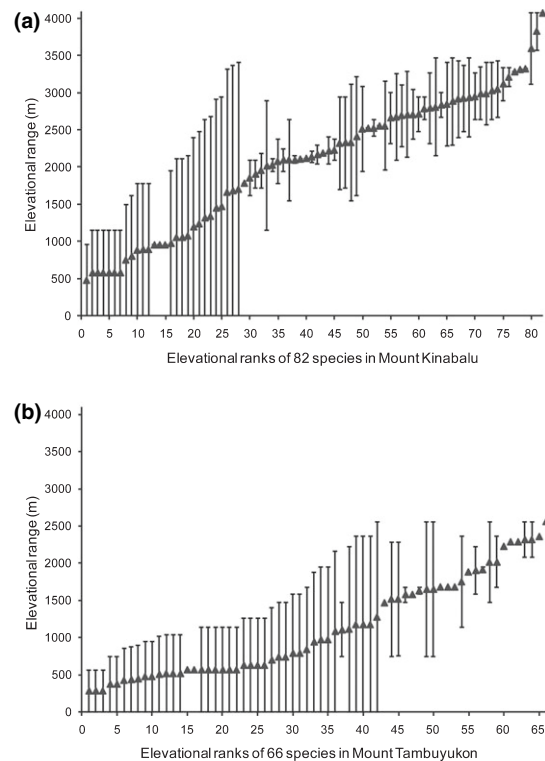 (a)
4000
3500
3000
2500
2000
1500
1000
500
0
Elevational range (m)
0 5 10 15 20 25 30 35 40 45 50 55 60 65 70 75 80
Elevational ranks of 82 species in Mount Kinabalu
(b)
4000
3500
3000
2500
2000
1500
1000
500
0
Elevational range (m)
0 5 10 15 20 25 30 35 40 45 50 55 60 65
Elevational ranks of 66 species in Mount Tambuyukon